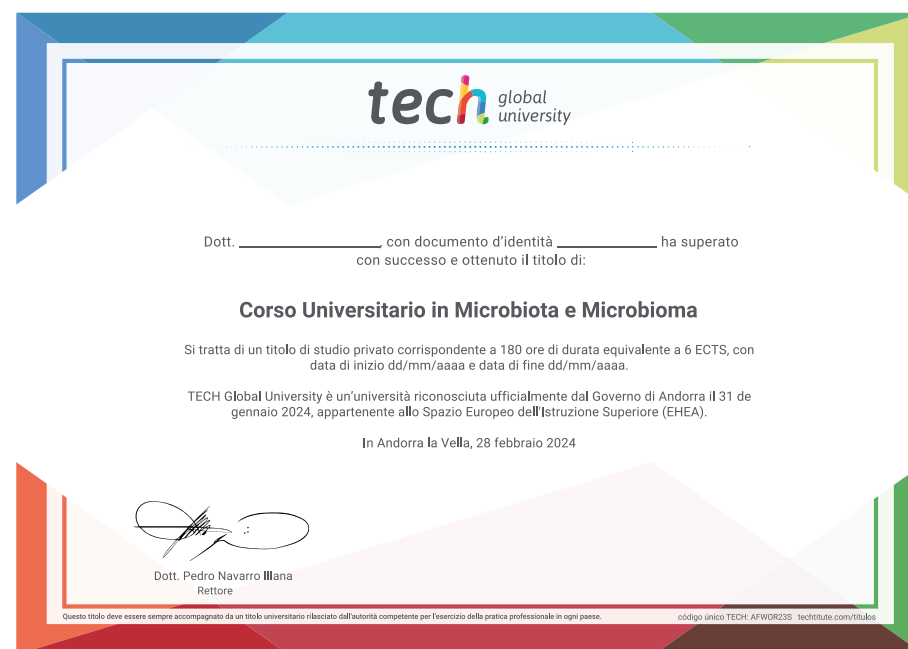 tech global
university
Dott. ____________________, con documento d'identità ______________ ha superato
con successo e ottenuto il titolo di:
Corso Universitario in Microbiota e Microbioma
Si tratta di un titolo di studio privato corrispondente a 180 ore di durata equivalente a 6 ECTS, con
data di inizio dd/mm/aaaa e data di fine dd/mm/aaaa.
TECH Global University è un'università riconosciuta ufficialmente dal Governo di Andorra il 31 de
gennaio 2024, appartenente allo Spazio Europeo dell'Istruzione Superiore (EHEA).
In Andorra la Vella, 28 febbraio 2024
Dott. Pedro Navarro Illana
Rettore
Questo titolo deve essere sempre accompagnato da un titolo universitario rilasciato dall'autorità competente per l'esercizio della pratica professionale in ogni paese.
código único TECH: AFWOR23S techtitute.com/titulos